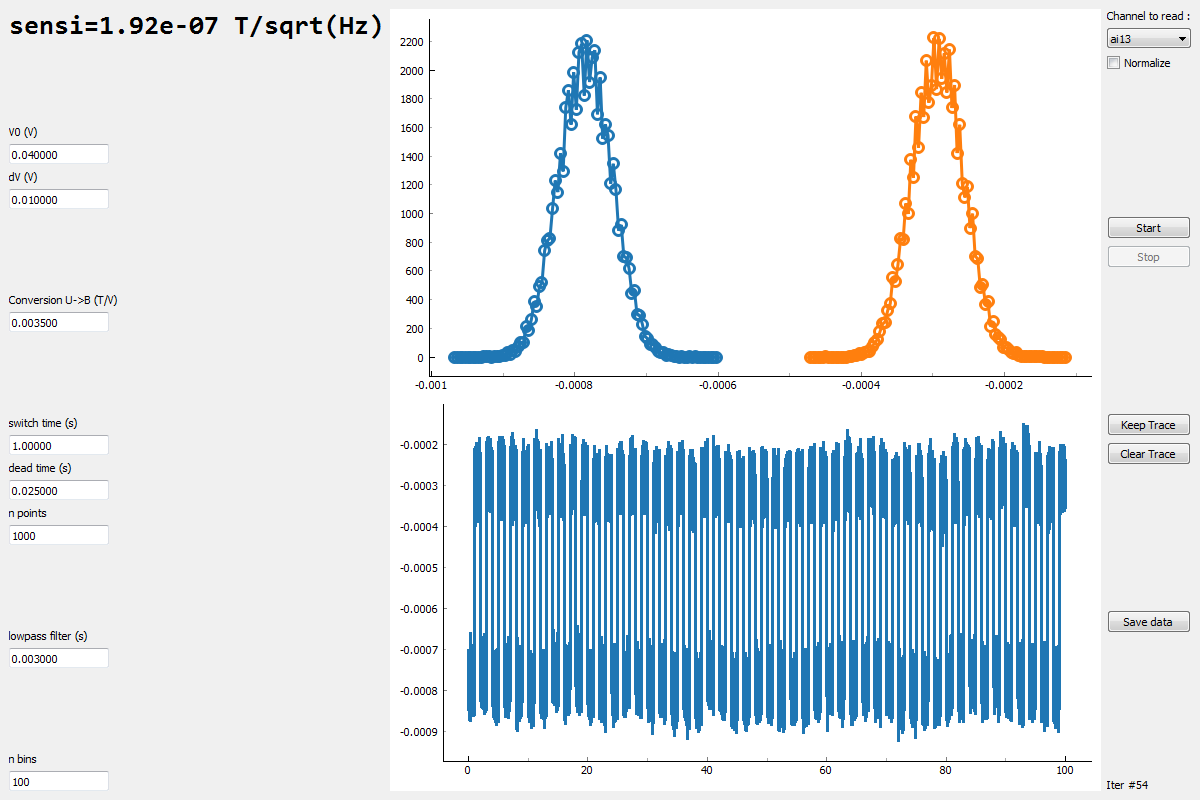 sensi=1.92e-07 T/sqrt(Hz)
V0 (V)
0.040000
dV (V)
0.010000
Conversion U->B (T/V)
0.003500
switch time (s)
1.00000
dead time (s)
0.025000
n points
1000
lowpass filter (s)
0.003000
n bins
100
2200
2000
1800
1600
1400
1200
1000
800
600
400
200
0
-0.001
-0.0008
-0.0006
-0.0004
-0.0002
-0.0002
-0.0003
-0.0004
-0.0005
-0.0006
-0.0007
-0.0008
-0.0009
0
20
40
60
80
100
Channel to read :
ai13
Normalize
Start
Stop
Keep Trace
Clear Trace
Save data
Iter #54